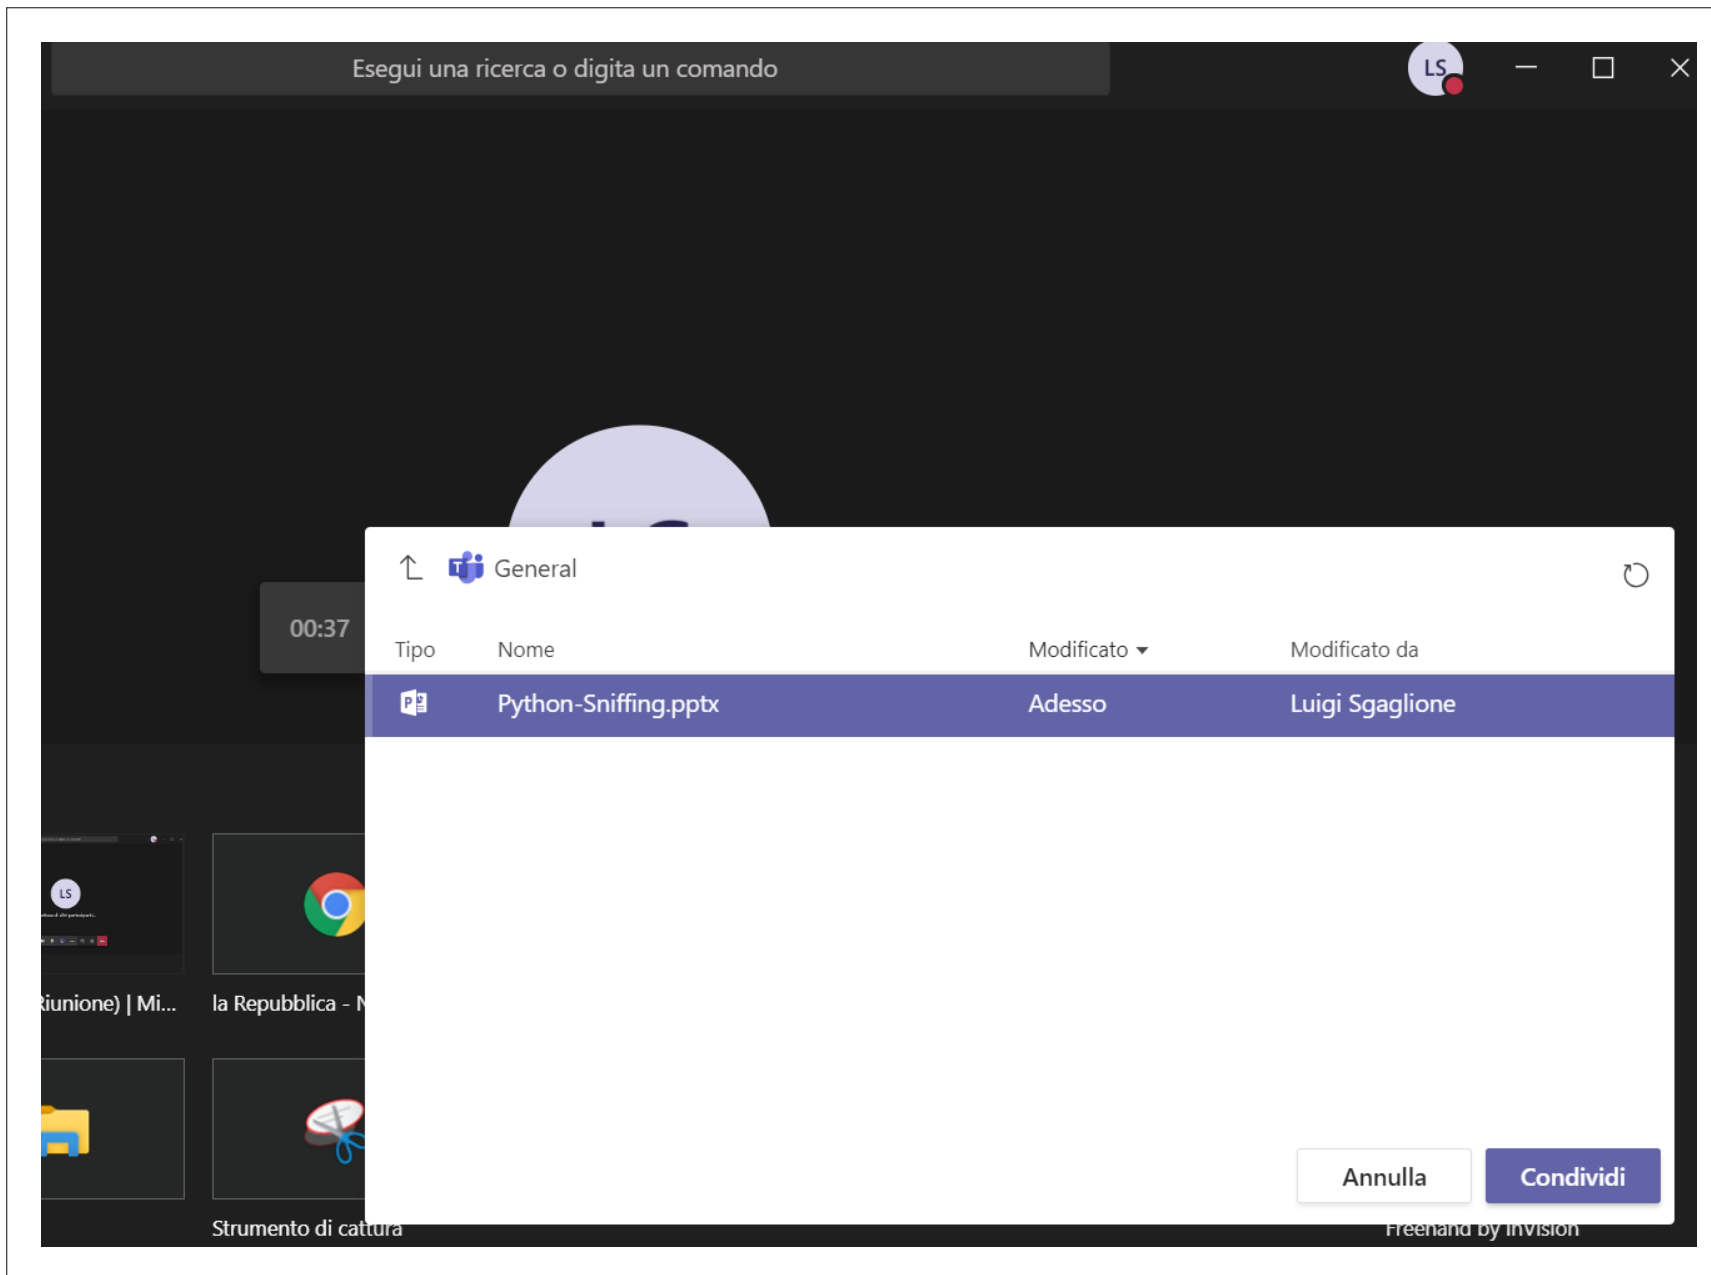 Esegui una ricerca o digita un comando
LS
General
00:37
Tipo Nome Modificato Modificato da
Python-Sniffing.pptx Adesso Luigi Sgaglione
LS
Riunione) | Mi...
la Repubblica - N
Annulla
Condividi
Strumento di cattura
Freehand by InVision